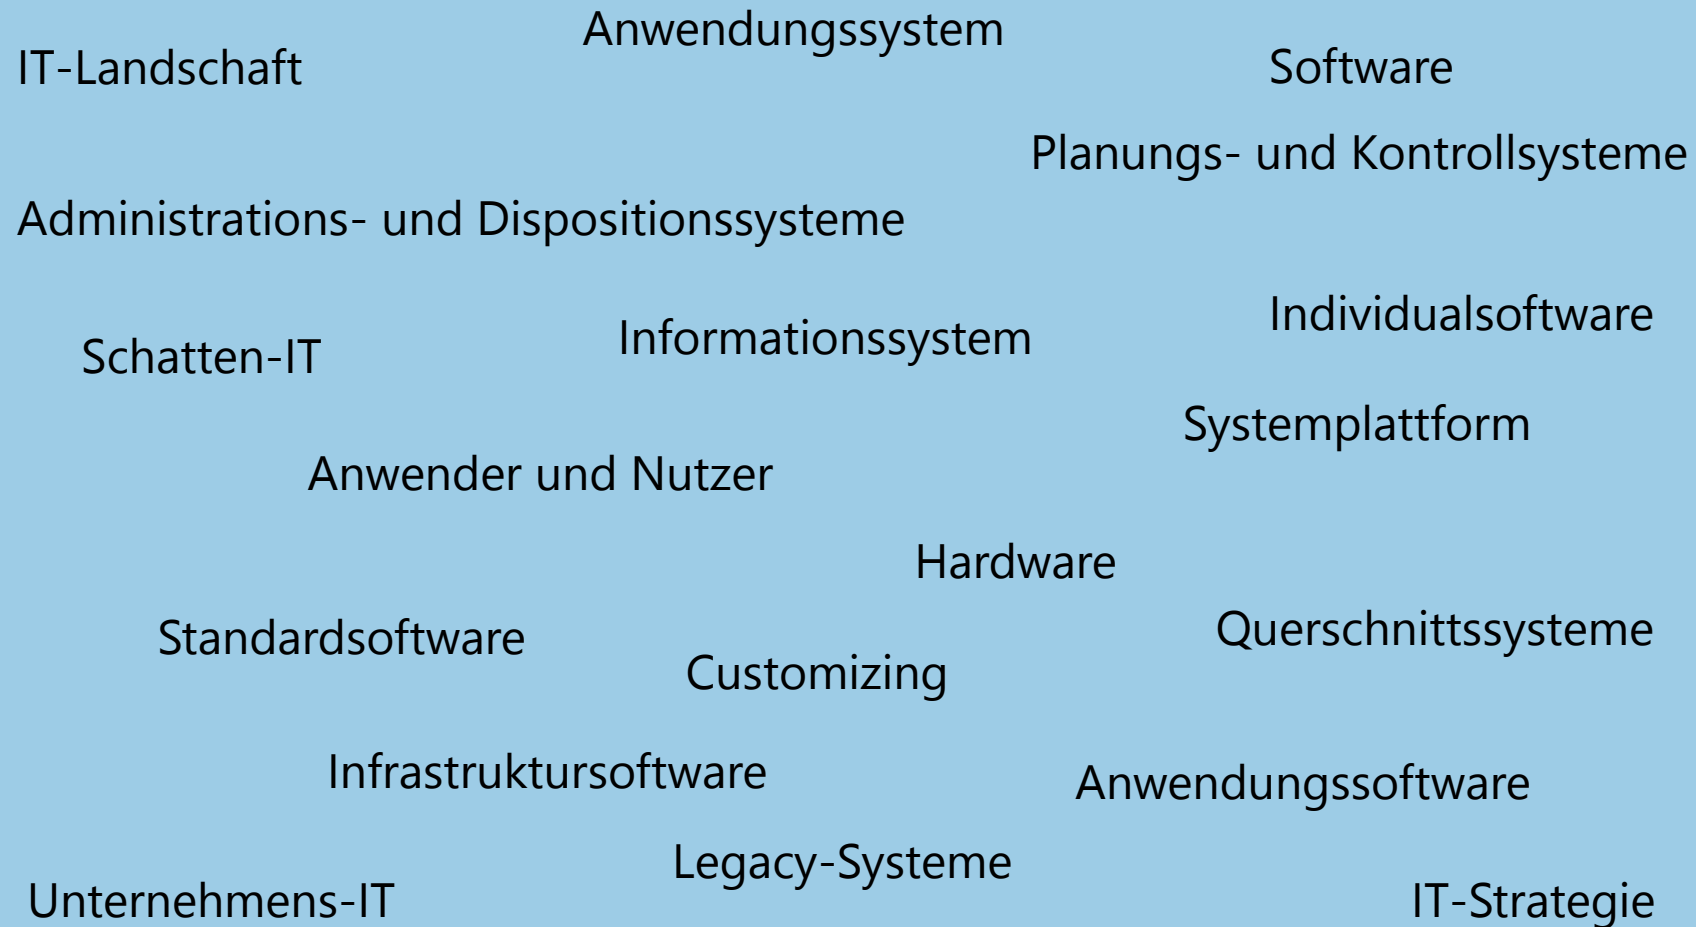 Anwendungssystem
IT-Landschaft
Software
Planungs- und Kontrollsysteme
Administrations- und Dispositionssysteme
Individualsoftware
Informationssystem
Schatten-IT
Systemplattform
Anwender und Nutzer
Hardware
Querschnittssysteme
Standardsoftware
Customizing
Infrastruktursoftware
Anwendungssoftware
Legacy-Systeme
Unternehmens-IT
IT-Strategie